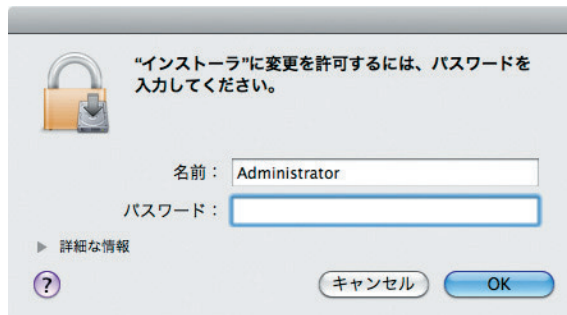 “インストーラ"に変更を許可するには、パスワードを
入力してください。
名前： Administrator
パスワード：
詳細な情報
?
キャンセル OK